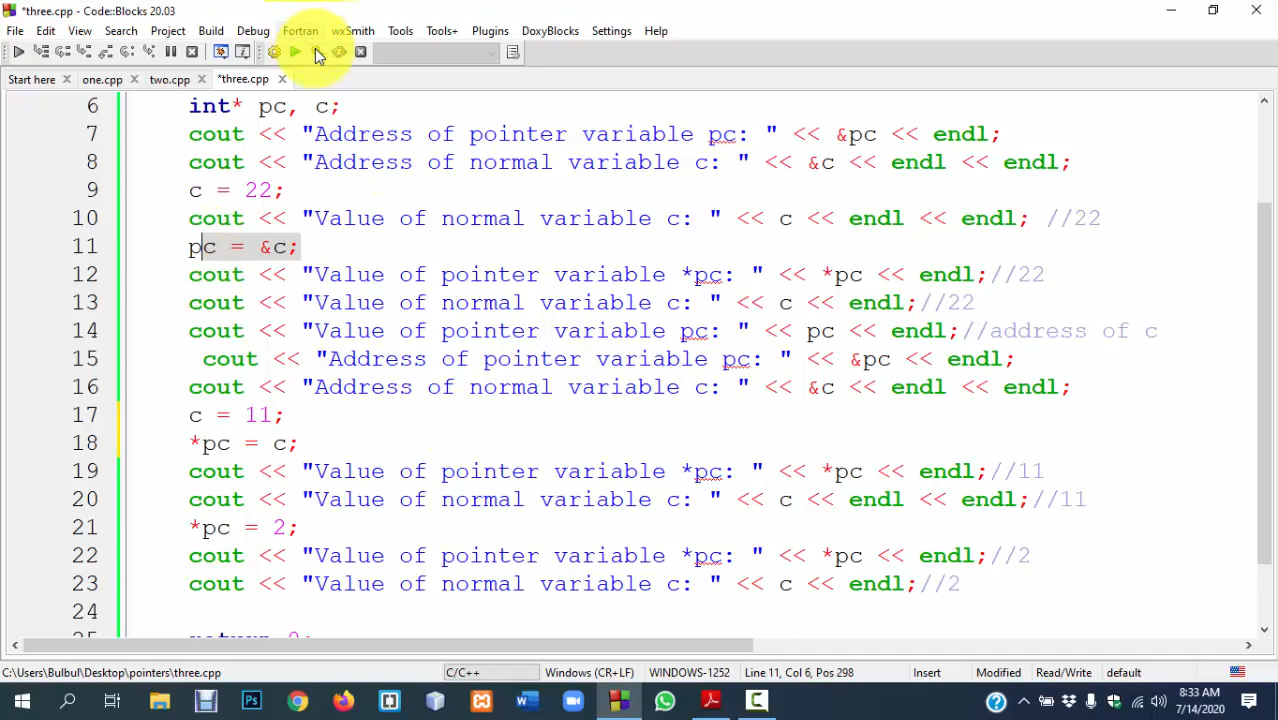 *three.cpp - Code::Blocks 20.03
File Edit View Search Project Build Debug Fortran wxSmith Tools Tools+ Plugins DoxyBlocks Settings Help
Start here one.cpp two.cpp *three.cpp
6 int* pc, c;
7 cout << "Address of pointer variable pc: " << &pc << endl;
8 cout << "Address of normal variable c: " << &c << endl << endl;
9 c = 22;
10 cout << "Value of normal variable c: " << c << endl << endl; //22
11 pc = &c;
12 cout << "Value of pointer variable *pc: " << *pc << endl;//22
13 cout << "Value of normal variable c: " << c << endl;//22
14 cout << "Value of pointer variable pc: " << pc << endl;//address of c
15 cout << "Address of pointer variable pc: " << &pc << endl;
16 cout << "Address of normal variable c: " << &c << endl << endl;
17 c = 11;
18 *pc = c;
19 cout << "Value of pointer variable *pc: " << *pc << endl;//11
20 cout << "Value of normal variable c: " << c << endl << endl;//11
21 *pc = 2;
22 cout << "Value of pointer variable *pc: " << *pc << endl;//2
23 cout << "Value of normal variable c: " << c << endl;//2
24
25 return 0;
C:\Users\Bulbul\Desktop\pointers\three.cpp C/C++ Windows (CR+LF) WINDOWS-1252 Line 11, Col 6, Pos 298 Insert Modified Read/Write default
8:33 AM
7/14/2020